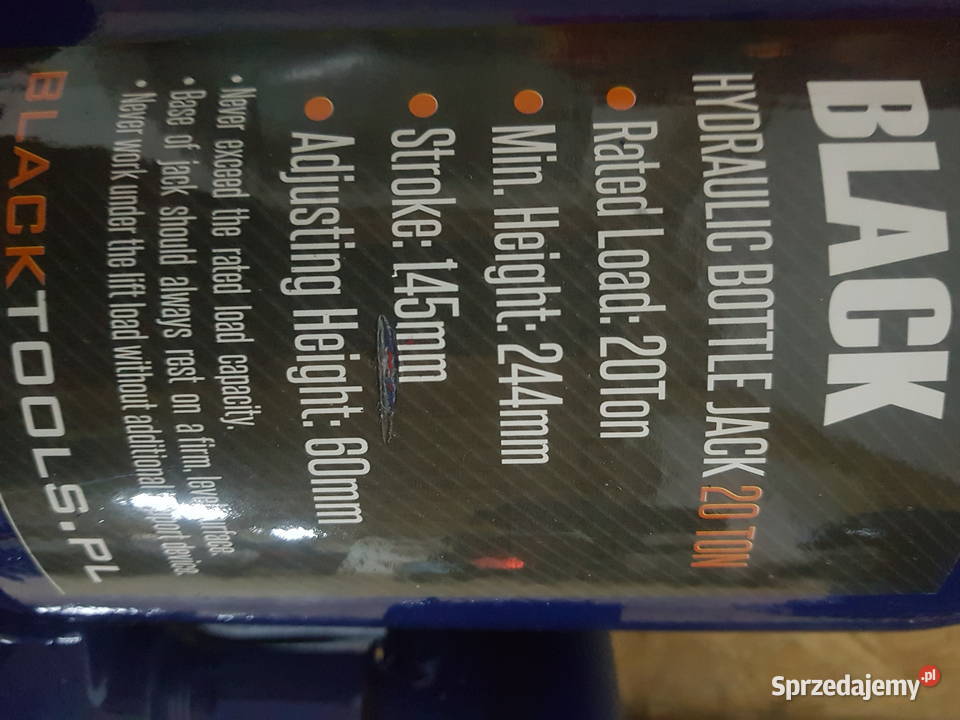 BLACK
HYDRAULIC BOTTLE JACK 20 TON
• Rated Load: 20Ton
• Min. Height: 244mm
• Stroke: 145mm
• Adjusting Height: 60mm
• Never exceed the rated load capacity.
• Base of jack should always rest on a firm, level surface.
• Never work under the lift load without additional support device.
BLACKTOOLS.PL
Sprzedajemy.pl